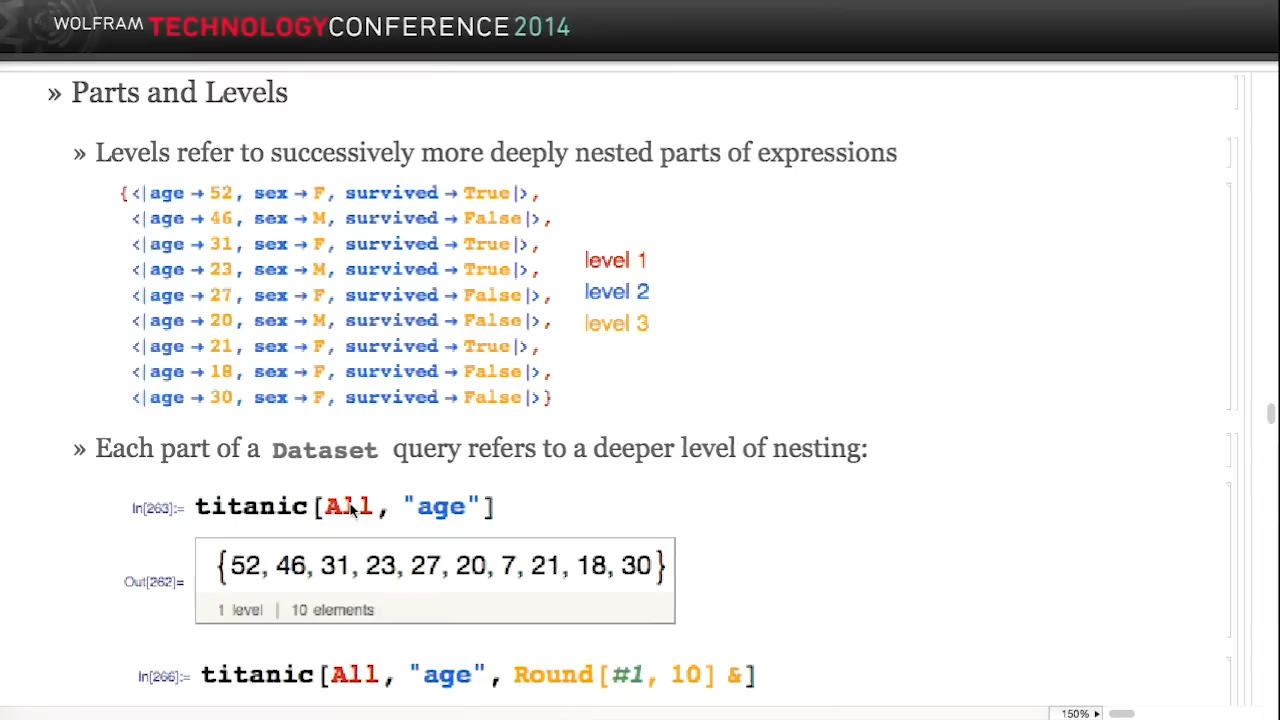 WOLFRAM TECHNOLOGYCONFERENCE 2014
» Parts and Levels
» Levels refer to successively more deeply nested parts of expressions
{<|age → 52, sex → F, survived → True|>,
<|age → 46, sex → M, survived → False|>,
<|age → 31, sex → F, survived → True|>,
<|age → 23, sex → M, survived → True|>,
<|age → 27, sex → F, survived → False|>,
<|age → 20, sex → M, survived → False|>,
<|age → 21, sex → F, survived → True|>,
<|age → 18, sex → F, survived → False|>,
<|age → 30, sex → F, survived → False|>}
level 1
level 2
level 3
» Each part of a Dataset query refers to a deeper level of nesting:
In[263]:= titanic[All, "age"]
Out[262]= {52, 46, 31, 23, 27, 20, 7, 21, 18, 30}
1 level | 10 elements
In[266]:= titanic[All, "age", Round[#1, 10] &]
150%